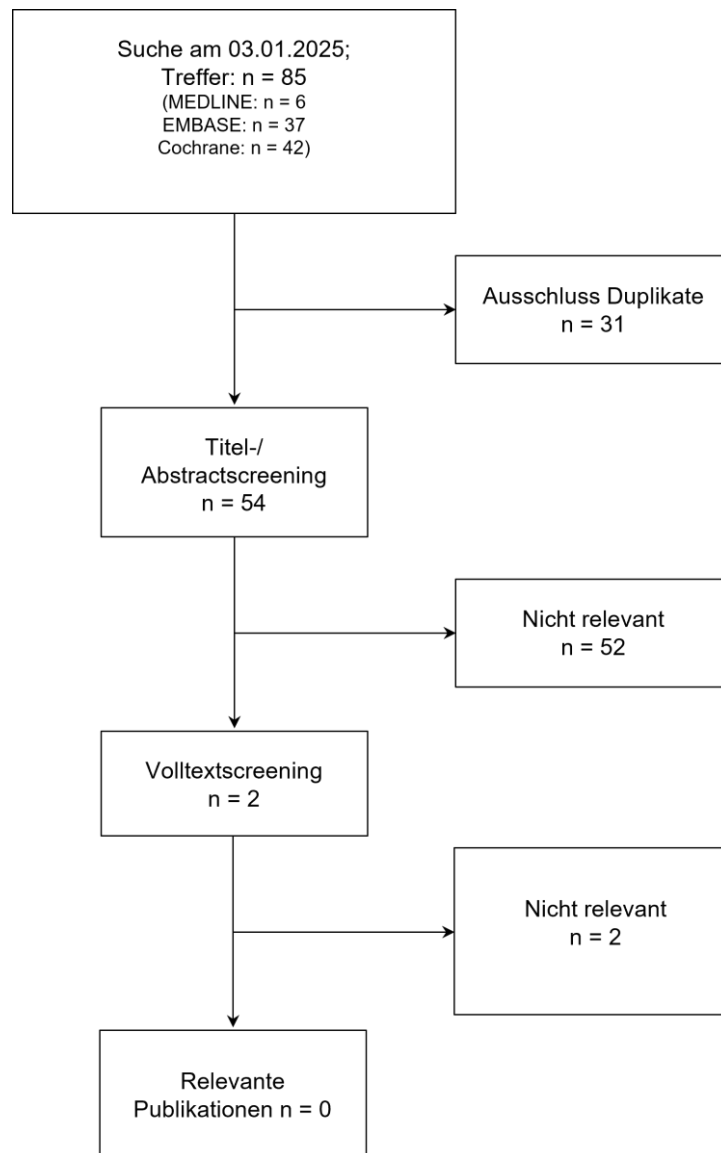 Suche am 03.01.2025;
Treffer: n = 85
(MEDLINE: n = 6
EMBASE: n = 37
Cochrane: n = 42)
Ausschluss Duplikate
n = 31
Titel-/
Abstractscreening
n = 54
Nicht relevant
n = 52
Volltextscreening
n = 2
Nicht relevant
n = 2
Relevante
Publikationen n = 0